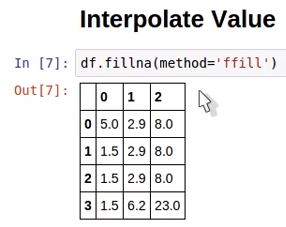 Interpolate Value
In [7]: df.fillna(method='ffill')
Out[7]:
0 1 2
0 5.0 2.9 8.0
1 1.5 2.9 8.0
2 1.5 2.9 8.0
3 1.5 6.2 23.0